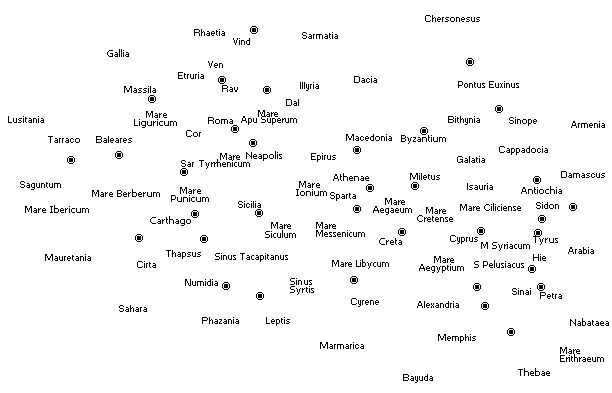 Chersonesus
Rhaetia
Vind
Sarmatia
Gallia
Ven
Etruria
Rav
Illyria
Dacia
Pontus Euxinus
Massila
Dal
Mare
Liguricum
Mare
Apu Superum
Roma
Cor
Lusitania
Bithynia
Sinope
Armenia
Tarraco
Baleares
Macedonia
Byzantium
Cappadocia
Mare
Tyrrhenicum
Neapolis
Epirus
Galatia
Sar
Damascus
Saguntum
Athenae
Miletus
Isauria
Antiochia
Mare Berberum
Mare
Punicum
Mare
Ionium
Sparta
Mare Ibericum
Sicilia
Mare
Aegaeum
Mare
Cretense
Mare Ciliciense
Sidon
Carthago
Mare
Siculum
Mare
Messenicum
Creta
Cyprus
M Syriacum
Tyrus
Arabia
Mauretania
Cirta
Thapsus
Sinus Tacapitanus
Mare Libycum
Mare
Aegyptium
S Pelusiacus
Hie
Numidia
Sinus
Syrtis
Sinai
Petra
Sahara
Cyrene
Alexandria
Phazania
Leptis
Nabataea
Marmarica
Memphis
Mare
Erithraeum
Bayuda
Thebae